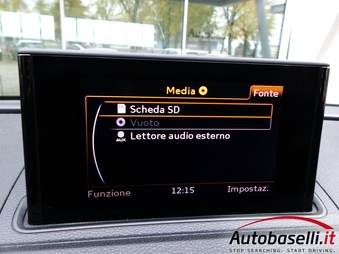 Media
Fonte
Scheda SD
Vuoto
AUX Lettore audio esterno
Funzione 12:15 Impostaz.
Autobaselli.it
STOP SEARCHING. START DRIVING.